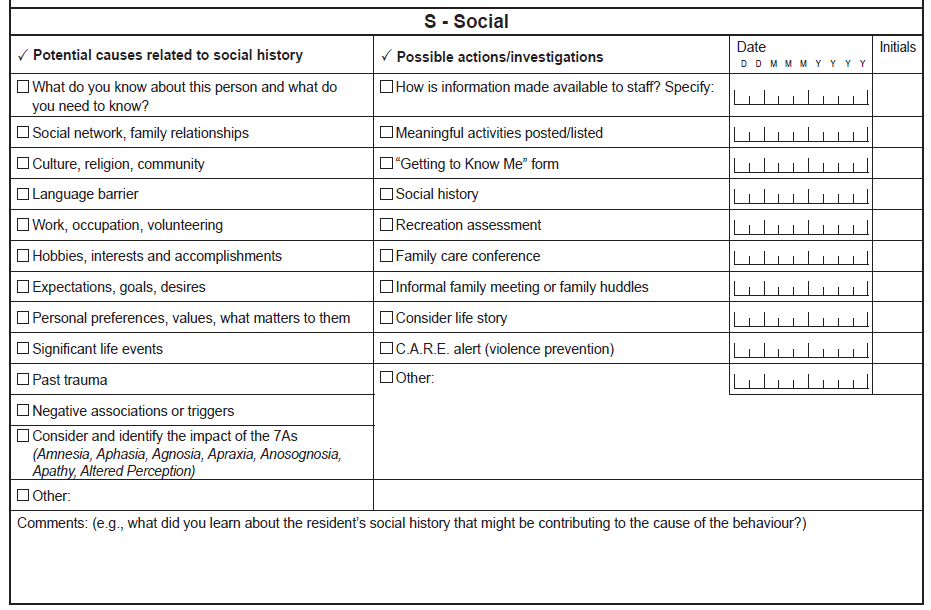 S - Social
✓ Potential causes related to social history
✓ Possible actions/investigations
Date
D D M M M Y Y Y Y
Initials
☐ What do you know about this person and what do
you need to know?
☐ How is information made available to staff? Specify:
☐ Social network, family relationships
☐ Meaningful activities posted/listed
☐ Culture, religion, community
☐ “Getting to Know Me” form
☐ Language barrier
☐ Social history
☐ Work, occupation, volunteering
☐ Recreation assessment
☐ Hobbies, interests and accomplishments
☐ Family care conference
☐ Expectations, goals, desires
☐ Informal family meeting or family huddles
☐ Personal preferences, values, what matters to them
☐ Consider life story
☐ Significant life events
☐ C.A.R.E. alert (violence prevention)
☐ Past trauma
☐ Other:
☐ Negative associations or triggers
☐ Consider and identify the impact of the 7As
(Amnesia, Aphasia, Agnosia, Apraxia, Anosognosia,
Apathy, Altered Perception)
☐ Other:
Comments: (e.g., what did you learn about the resident’s social history that might be contributing to the cause of the behaviour?)